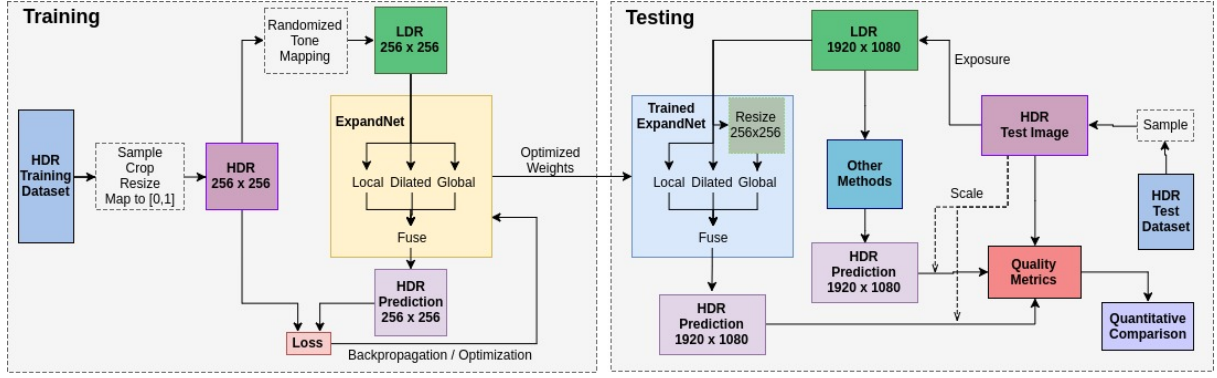 Training
HDR
Training
Dataset
Sample
Crop
Resize
Map to [0,1]
HDR
256 x 256
Randomized
Tone
Mapping
LDR
256 x 256
ExpandNet
Local
Dilated
Global
Fuse
HDR
Prediction
256 x 256
Loss
Backpropagation / Optimization
Optimized
Weights
Testing
LDR
1920 x 1080
Trained
ExpandNet
Resize
256x256
Local
Dilated
Global
Fuse
HDR
Prediction
1920 x 1080
Other
Methods
HDR
Prediction
1920 x 1080
Exposure
HDR
Test Image
Sample
HDR
Test
Dataset
Scale
Quality
Metrics
Quantitative
Comparison